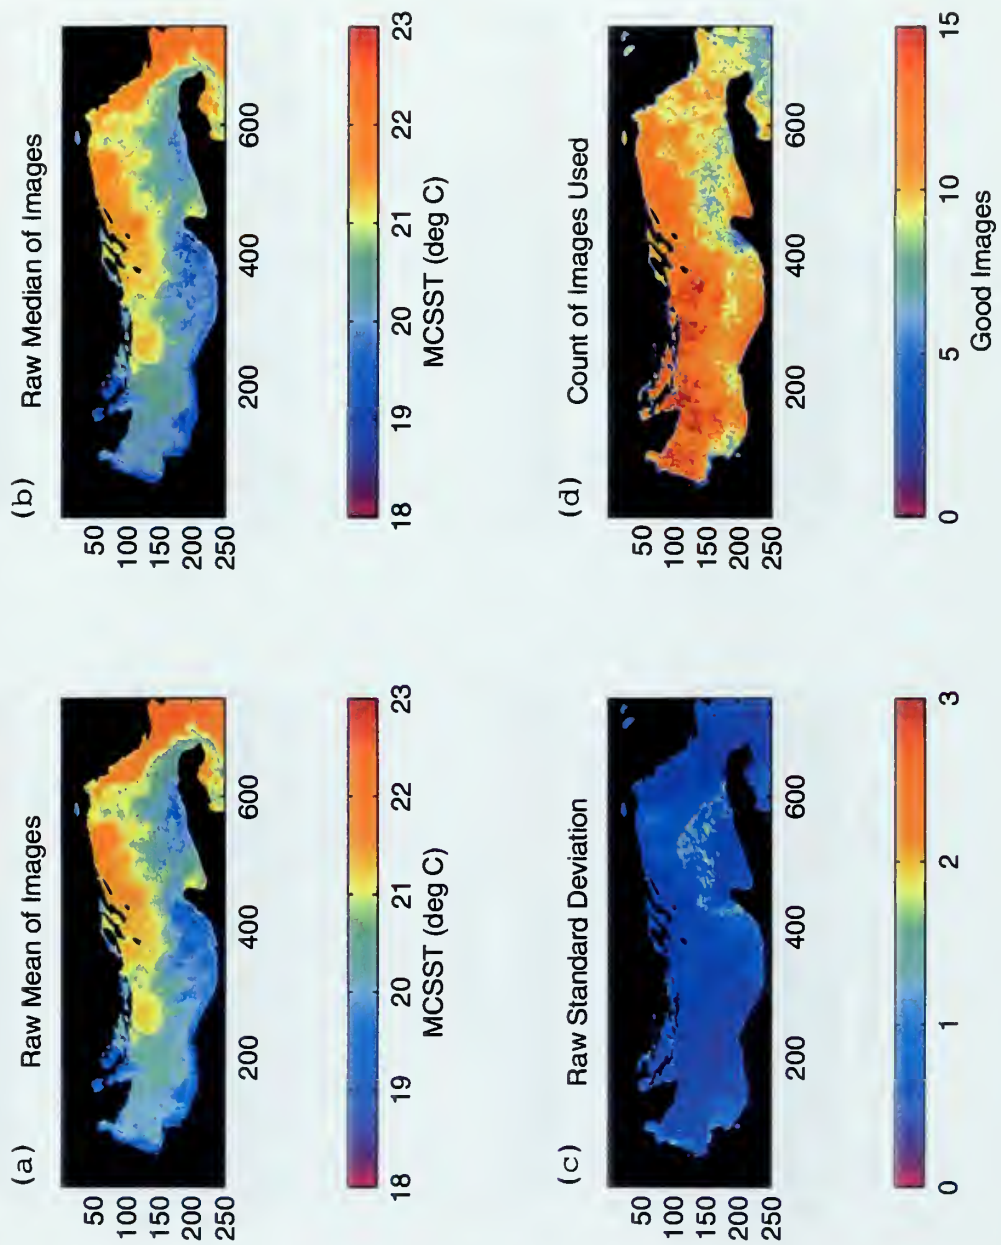 (a)
Raw Mean of Images
50
100
150
200
250
200 400 600
18 19 20 21 22 23
MCSST (deg C)
(b)
Raw Median of Images
50
100
150
200
250
200 400 600
18 19 20 21 22 23
MCSST (deg C)
(c)
Raw Standard Deviation
50
100
150
200
250
200 400 600
0 1 2 3
(d)
Count of Images Used
50
100
150
200
250
200 400 600
0 5 10 15
Good Images